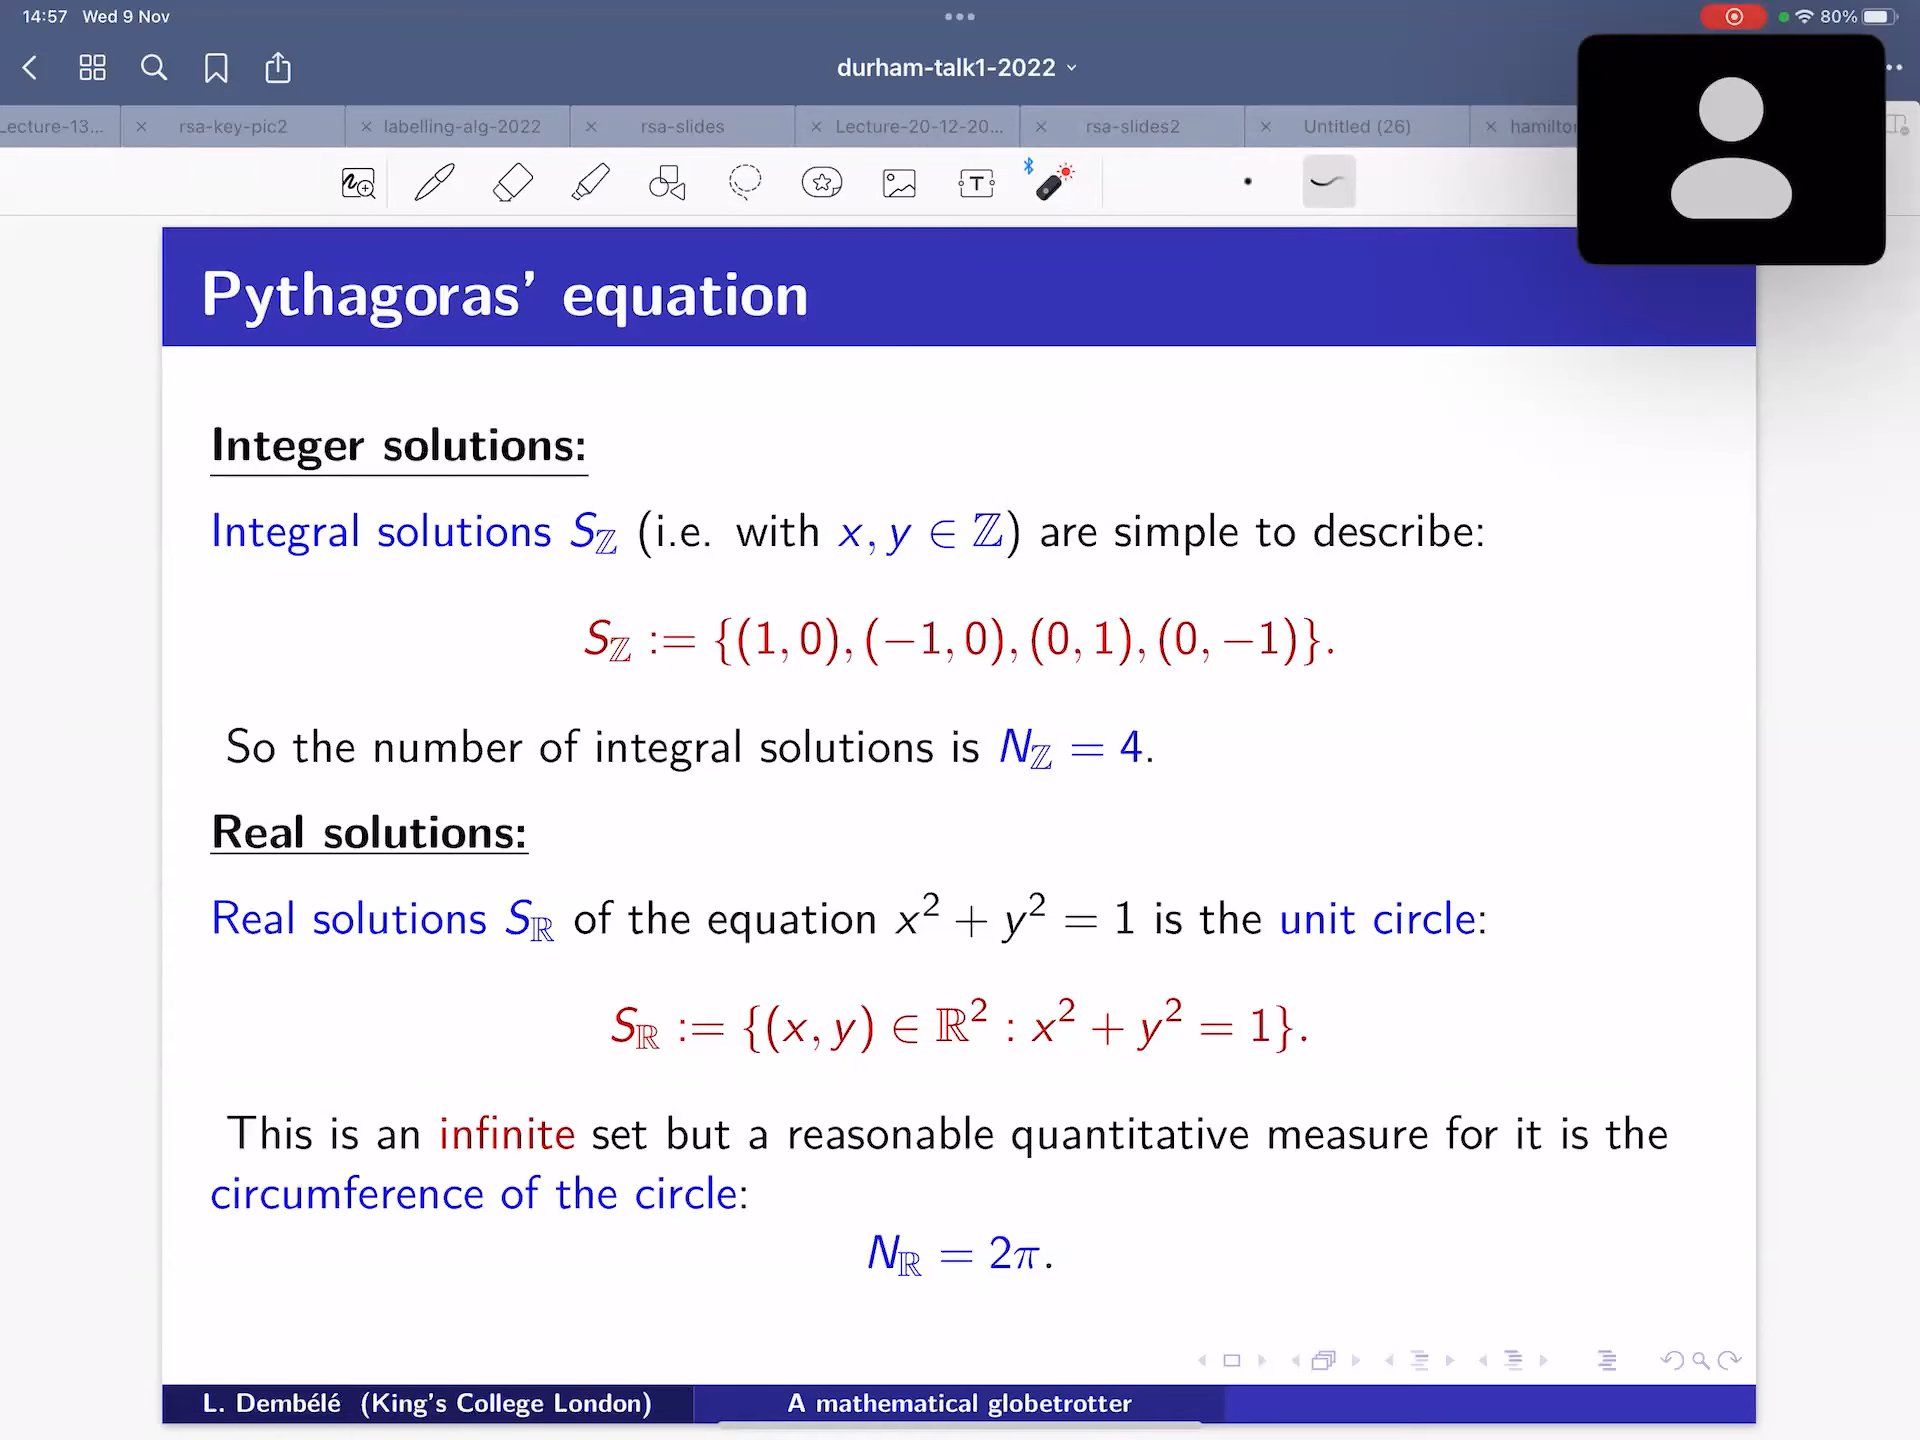 14:57 Wed 9 Nov
80%
durham-talk1-2022
Lecture-13... rsa-key-pic2 labelling-alg-2022 rsa-slides Lecture-20-12-20... rsa-slides2 Untitled (26)
T
Pythagoras' equation
Integer solutions:
Integral solutions S_ℤ (i.e. with x, y ∈ ℤ) are simple to describe:
S_ℤ := {(1, 0), (−1, 0), (0, 1), (0, −1)}.
So the number of integral solutions is N_ℤ = 4.
Real solutions:
Real solutions S_ℝ of the equation x² + y² = 1 is the unit circle:
S_ℝ := {(x, y) ∈ ℝ² : x² + y² = 1}.
This is an infinite set but a reasonable quantitative measure for it is the
circumference of the circle:
N_ℝ = 2π.
L. Dembélé (King's College London) A mathematical globetrotter